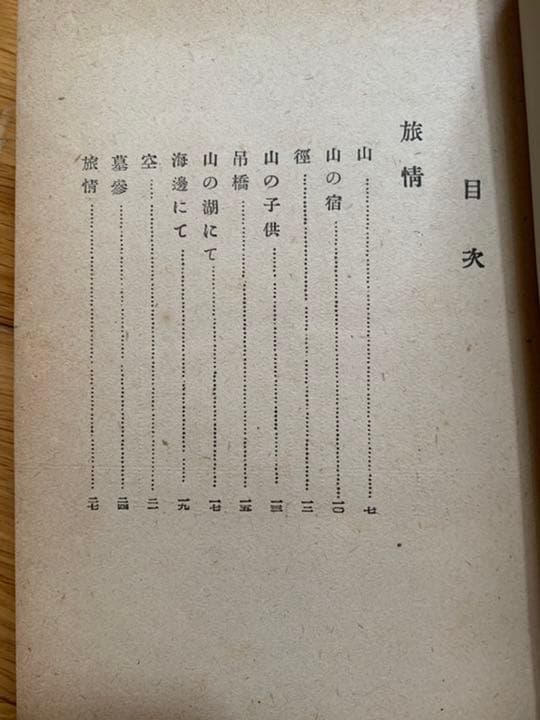 目次
旅情
山…………七
山の宿…………一〇
徑…………一二
山の子供…………一三
吊橋…………一五
山の湖にて…………一七
海邊にて…………一九
空…………二一
墓參…………二四
旅情…………二七